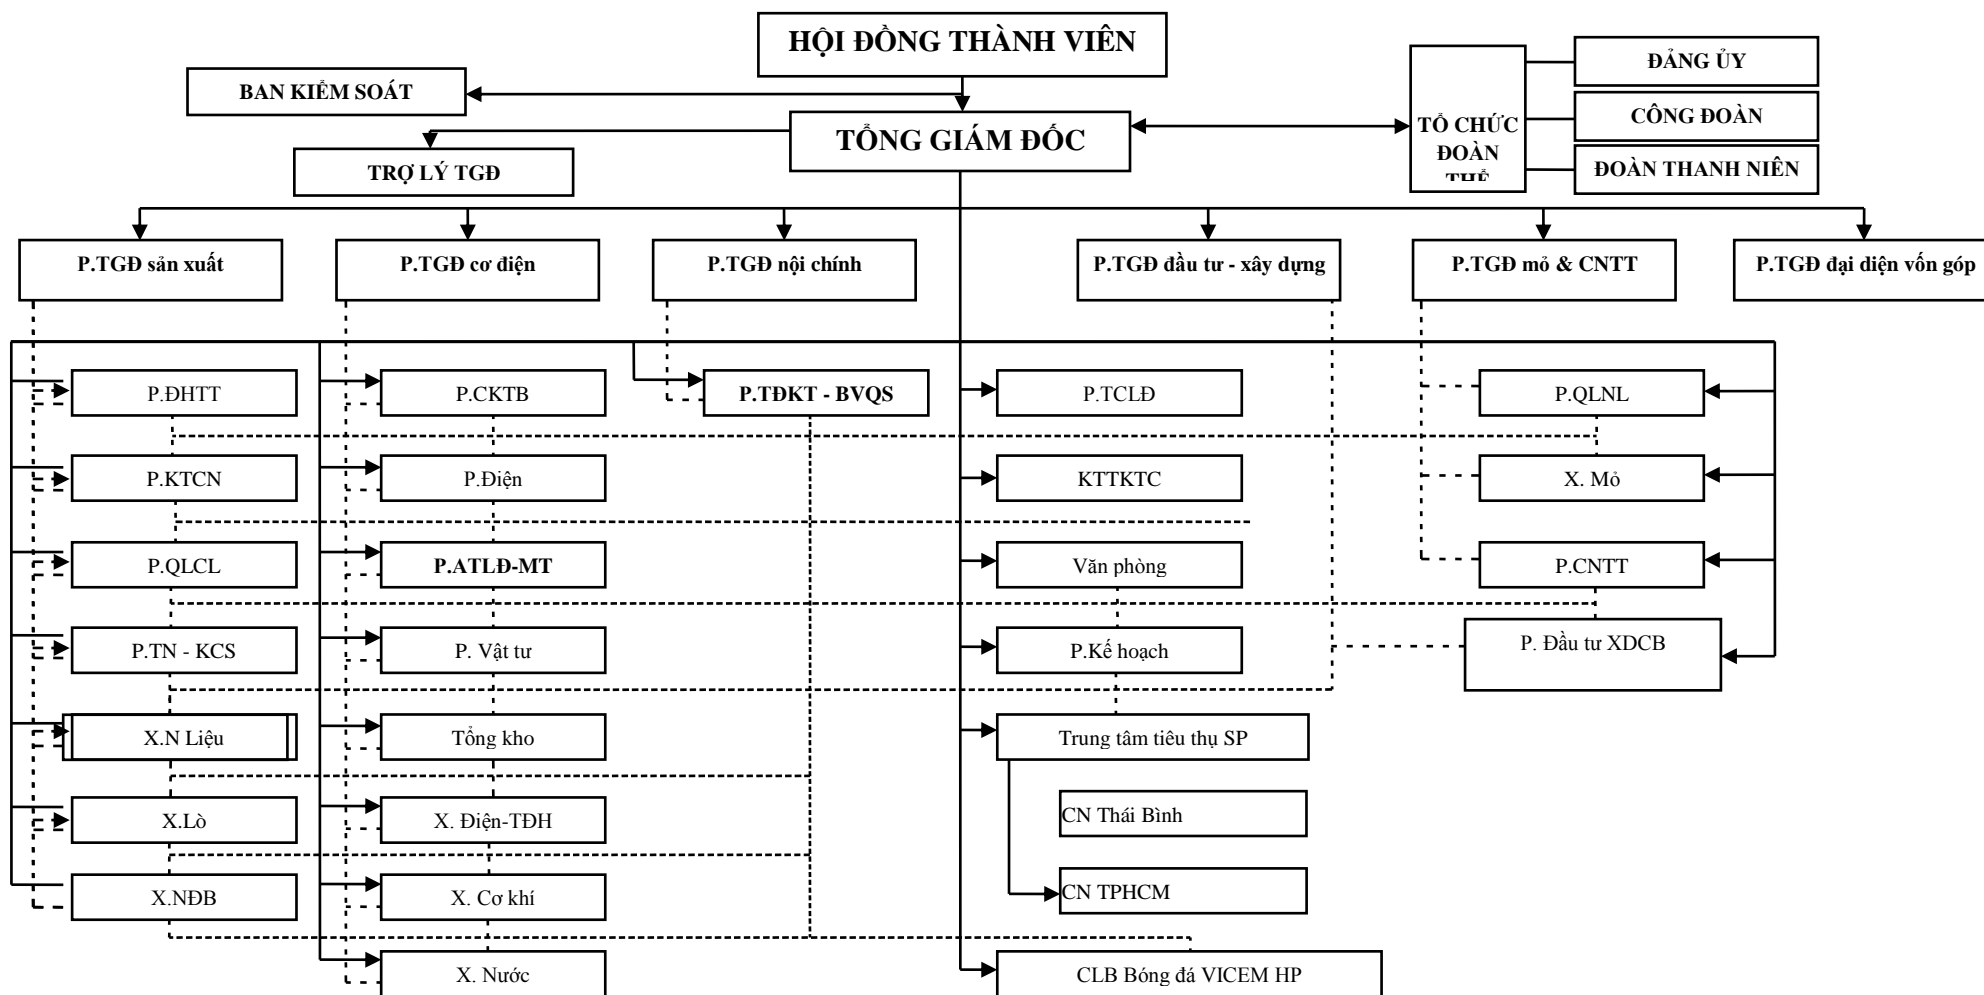 HỘI ĐỒNG THÀNH VIÊN
BAN KIỂM SOÁT
TỔNG GIÁM ĐỐC
TRỢ LÝ TGĐ
TỔ CHỨC
ĐOÀN
THỂ
ĐẢNG ỦY
CÔNG ĐOÀN
ĐOÀN THANH NIÊN
P.TGĐ sản xuất
P.TGĐ cơ điện
P.TGĐ nội chính
P.TGĐ đầu tư - xây dựng
P.TGĐ mỏ & CNTT
P.TGĐ đại diện vốn góp
P.ĐHTT
P.CKTB
P.TĐKT - BVQS
P.TCLĐ
P.QLNL
P.KTCN
P.Điện
KTTKTC
X. Mỏ
P.QLCL
P.ATLĐ-MT
Văn phòng
P.CNTT
P.TN - KCS
P. Vật tư
P.Kế hoạch
P. Đầu tư XDCB
X.N Liệu
Tổng kho
Trung tâm tiêu thụ SP
X.Lò
X. Điện-TĐH
CN Thái Bình
X.NĐB
X. Cơ khí
CN TPHCM
X. Nước
CLB Bóng đá VICEM HP